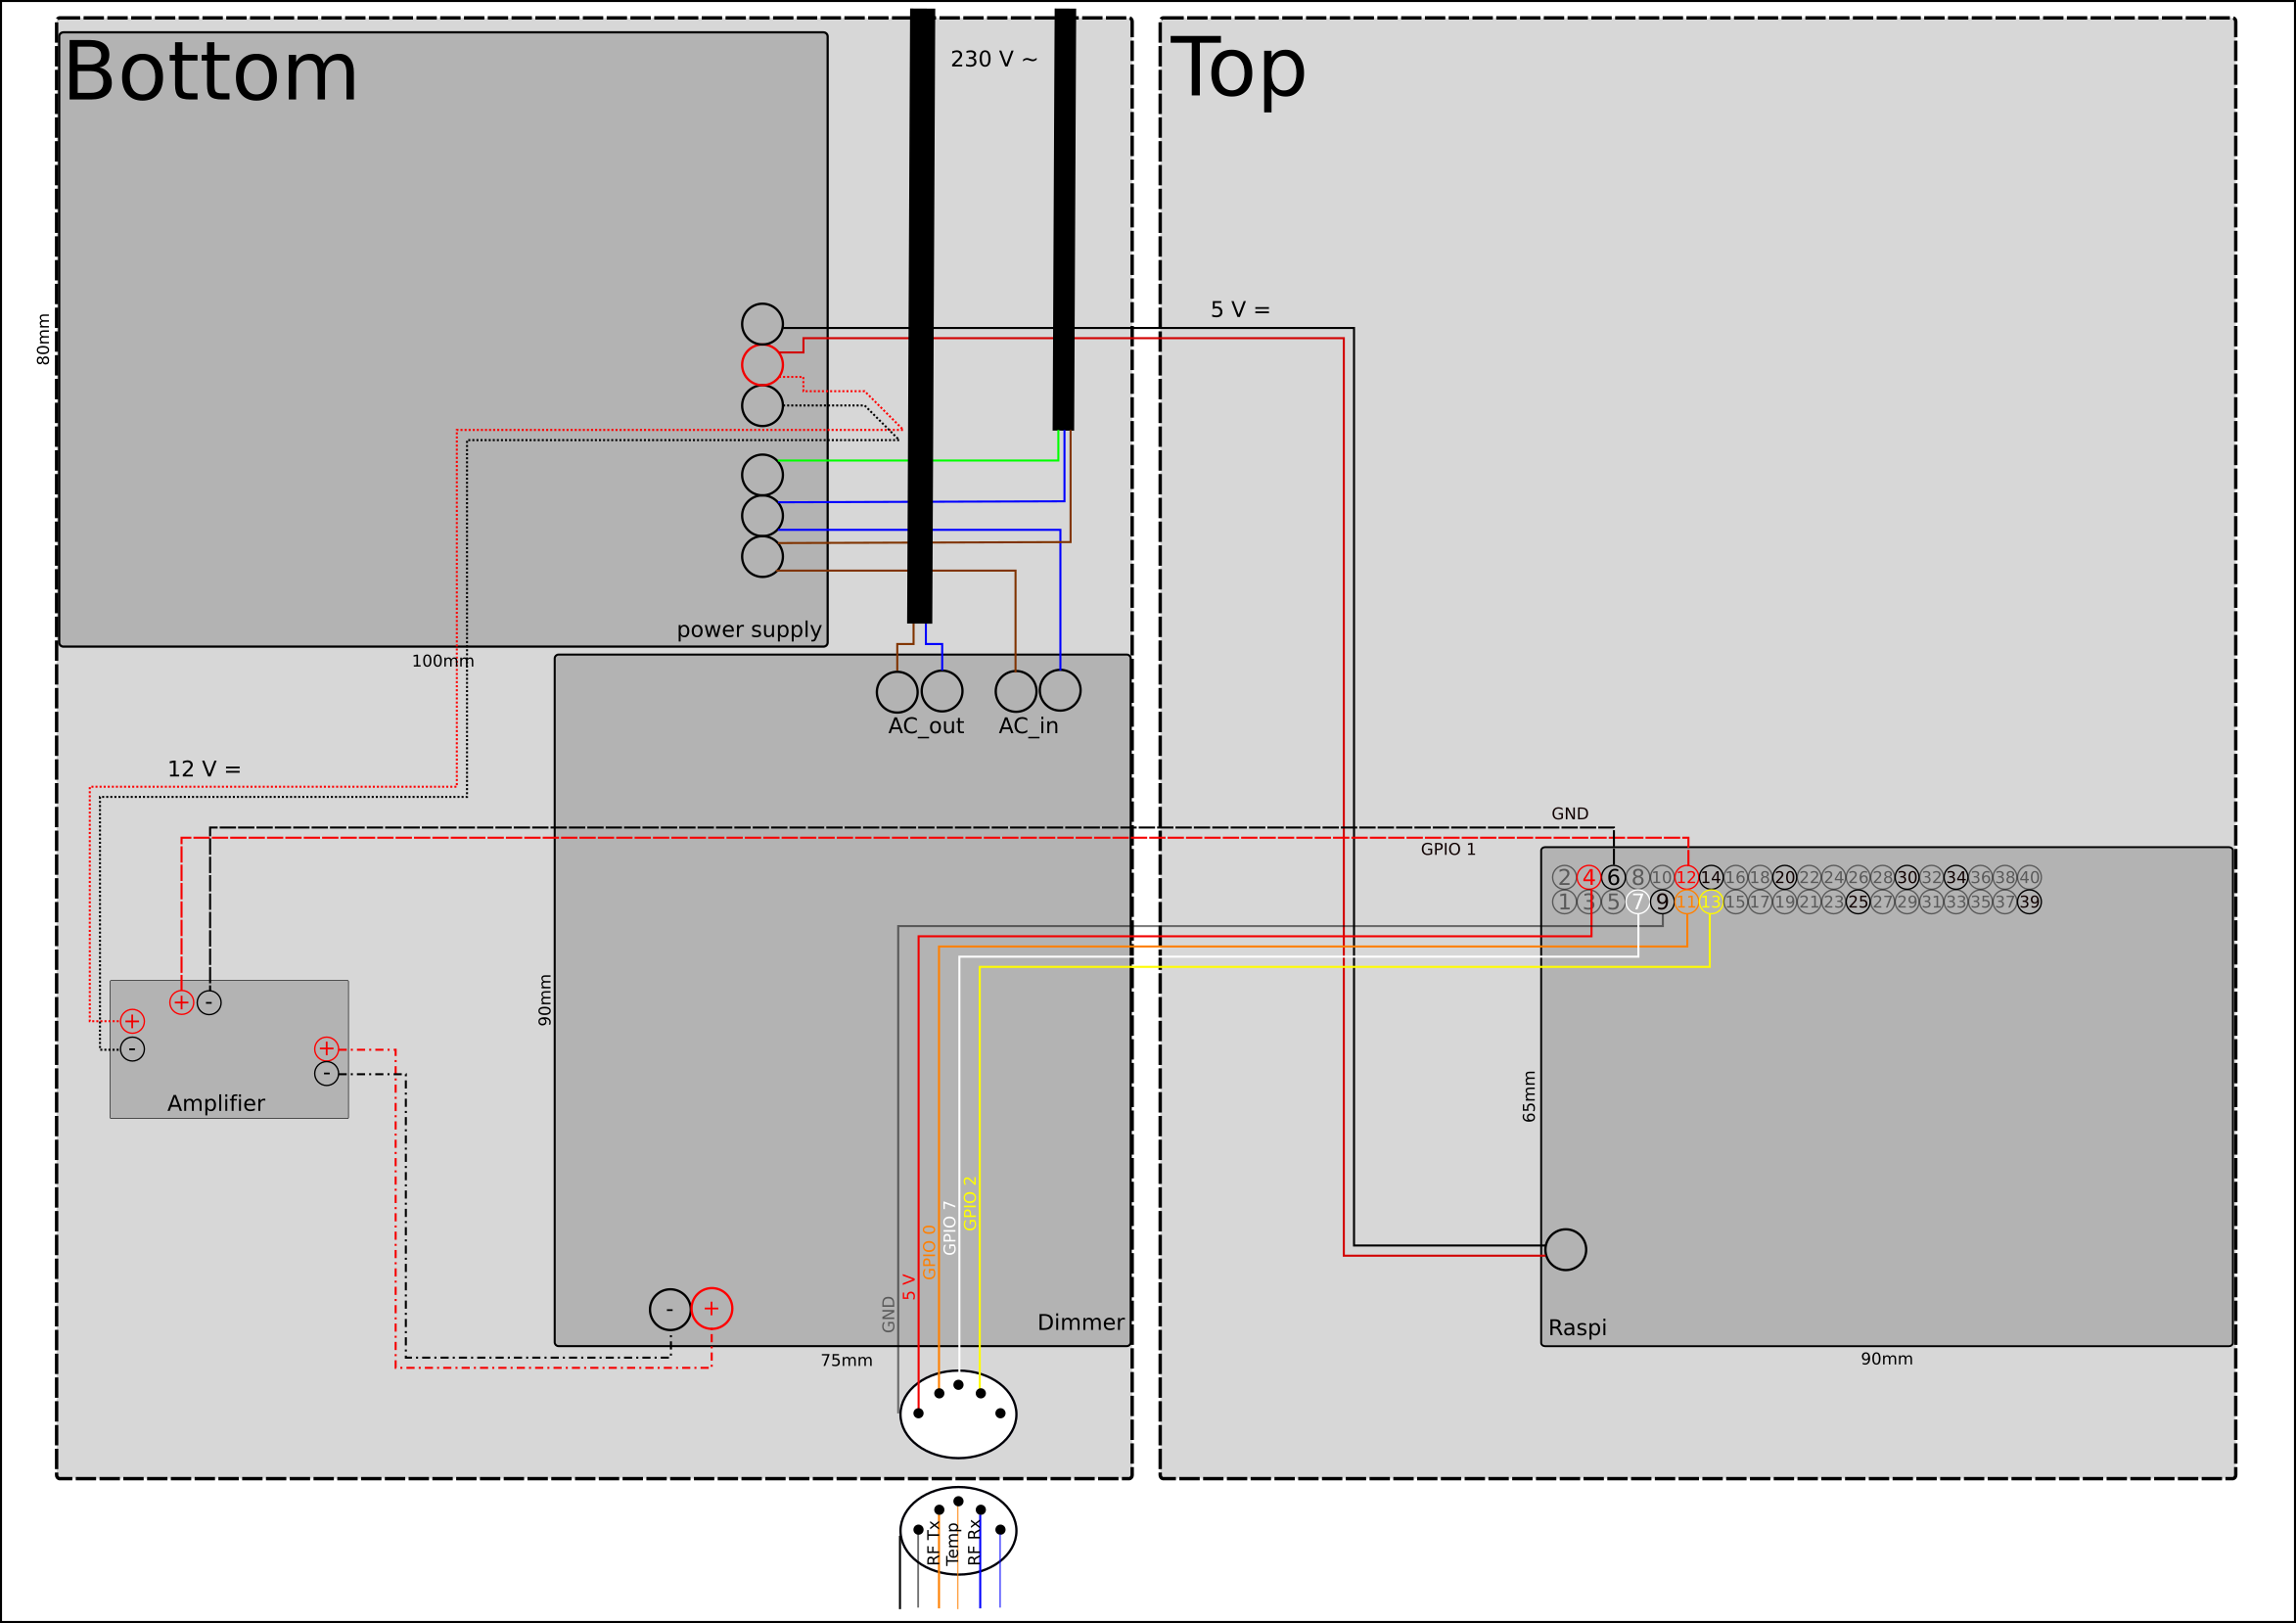 Bottom
230 V ~
Top
80mm
5 V =
power supply
100mm
AC_out
AC_in
12 V =
GND
GPIO 1
2 4 6 8 10 12 14 16 18 20 22 24 26 28 30 32 34 36 38 40
1 3 5 7 9 11 13 15 17 19 21 23 25 27 29 31 33 35 37 39
90mm
+ -
+
-
+
-
Amplifier
65mm
GND
5 V
GPIO 0
GPIO 7
GPIO 2
- +
Dimmer
75mm
Raspi
90mm
RF Tx
Temp
RF Rx